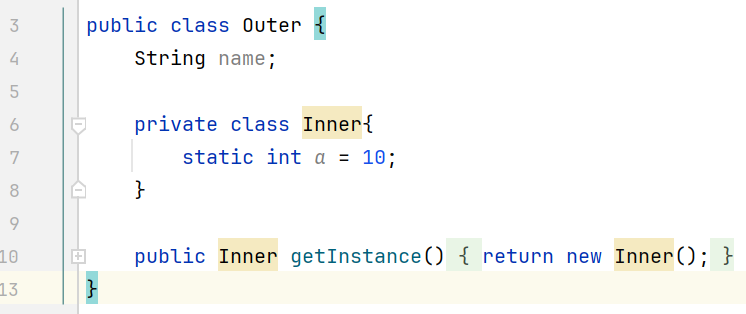 3 public class Outer {
4     String name;
5
6     private class Inner{
7         static int a = 10;
8     }
9
10     public Inner getInstance() { return new Inner(); }
13 }